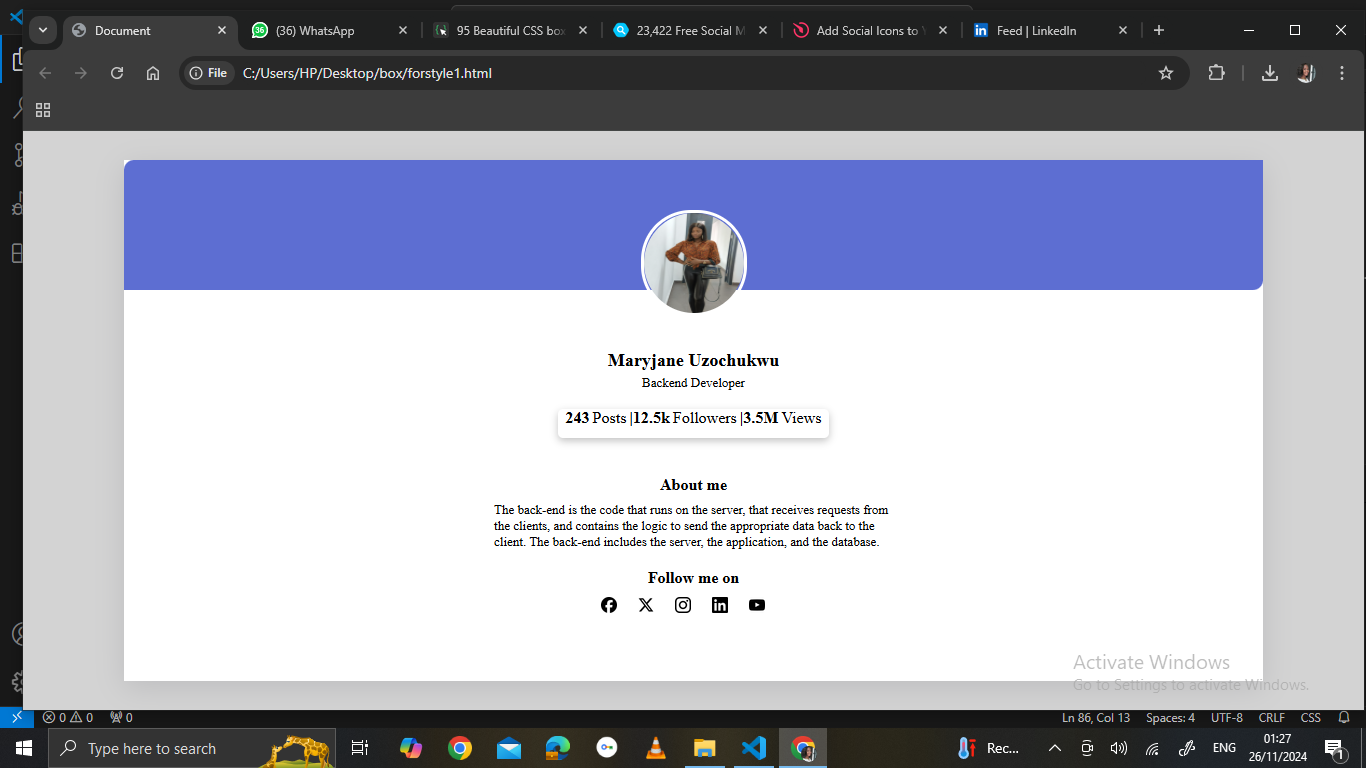 Document
36
(36) WhatsApp
95 Beautiful CSS box
23,422 Free Social M
Add Social Icons to
in
Feed | LinkedIn
File
C:/Users/HP/Desktop/box/forstyle1.html
Maryjane Uzochukwu
Backend Developer
243 Posts |12.5k Followers |3.5M Views
About me
The back-end is the code that runs on the server, that receives requests from
the clients, and contains the logic to send the appropriate data back to the
client. The back-end includes the server, the application, and the database.
Follow me on
in
Activate Windows
Go to Settings to activate Windows.
0 0 0
Ln 86, Col 13 Spaces: 4 UTF-8 CRLF CSS
Type here to search
Rec...
ENG
01:27
26/11/2024
1